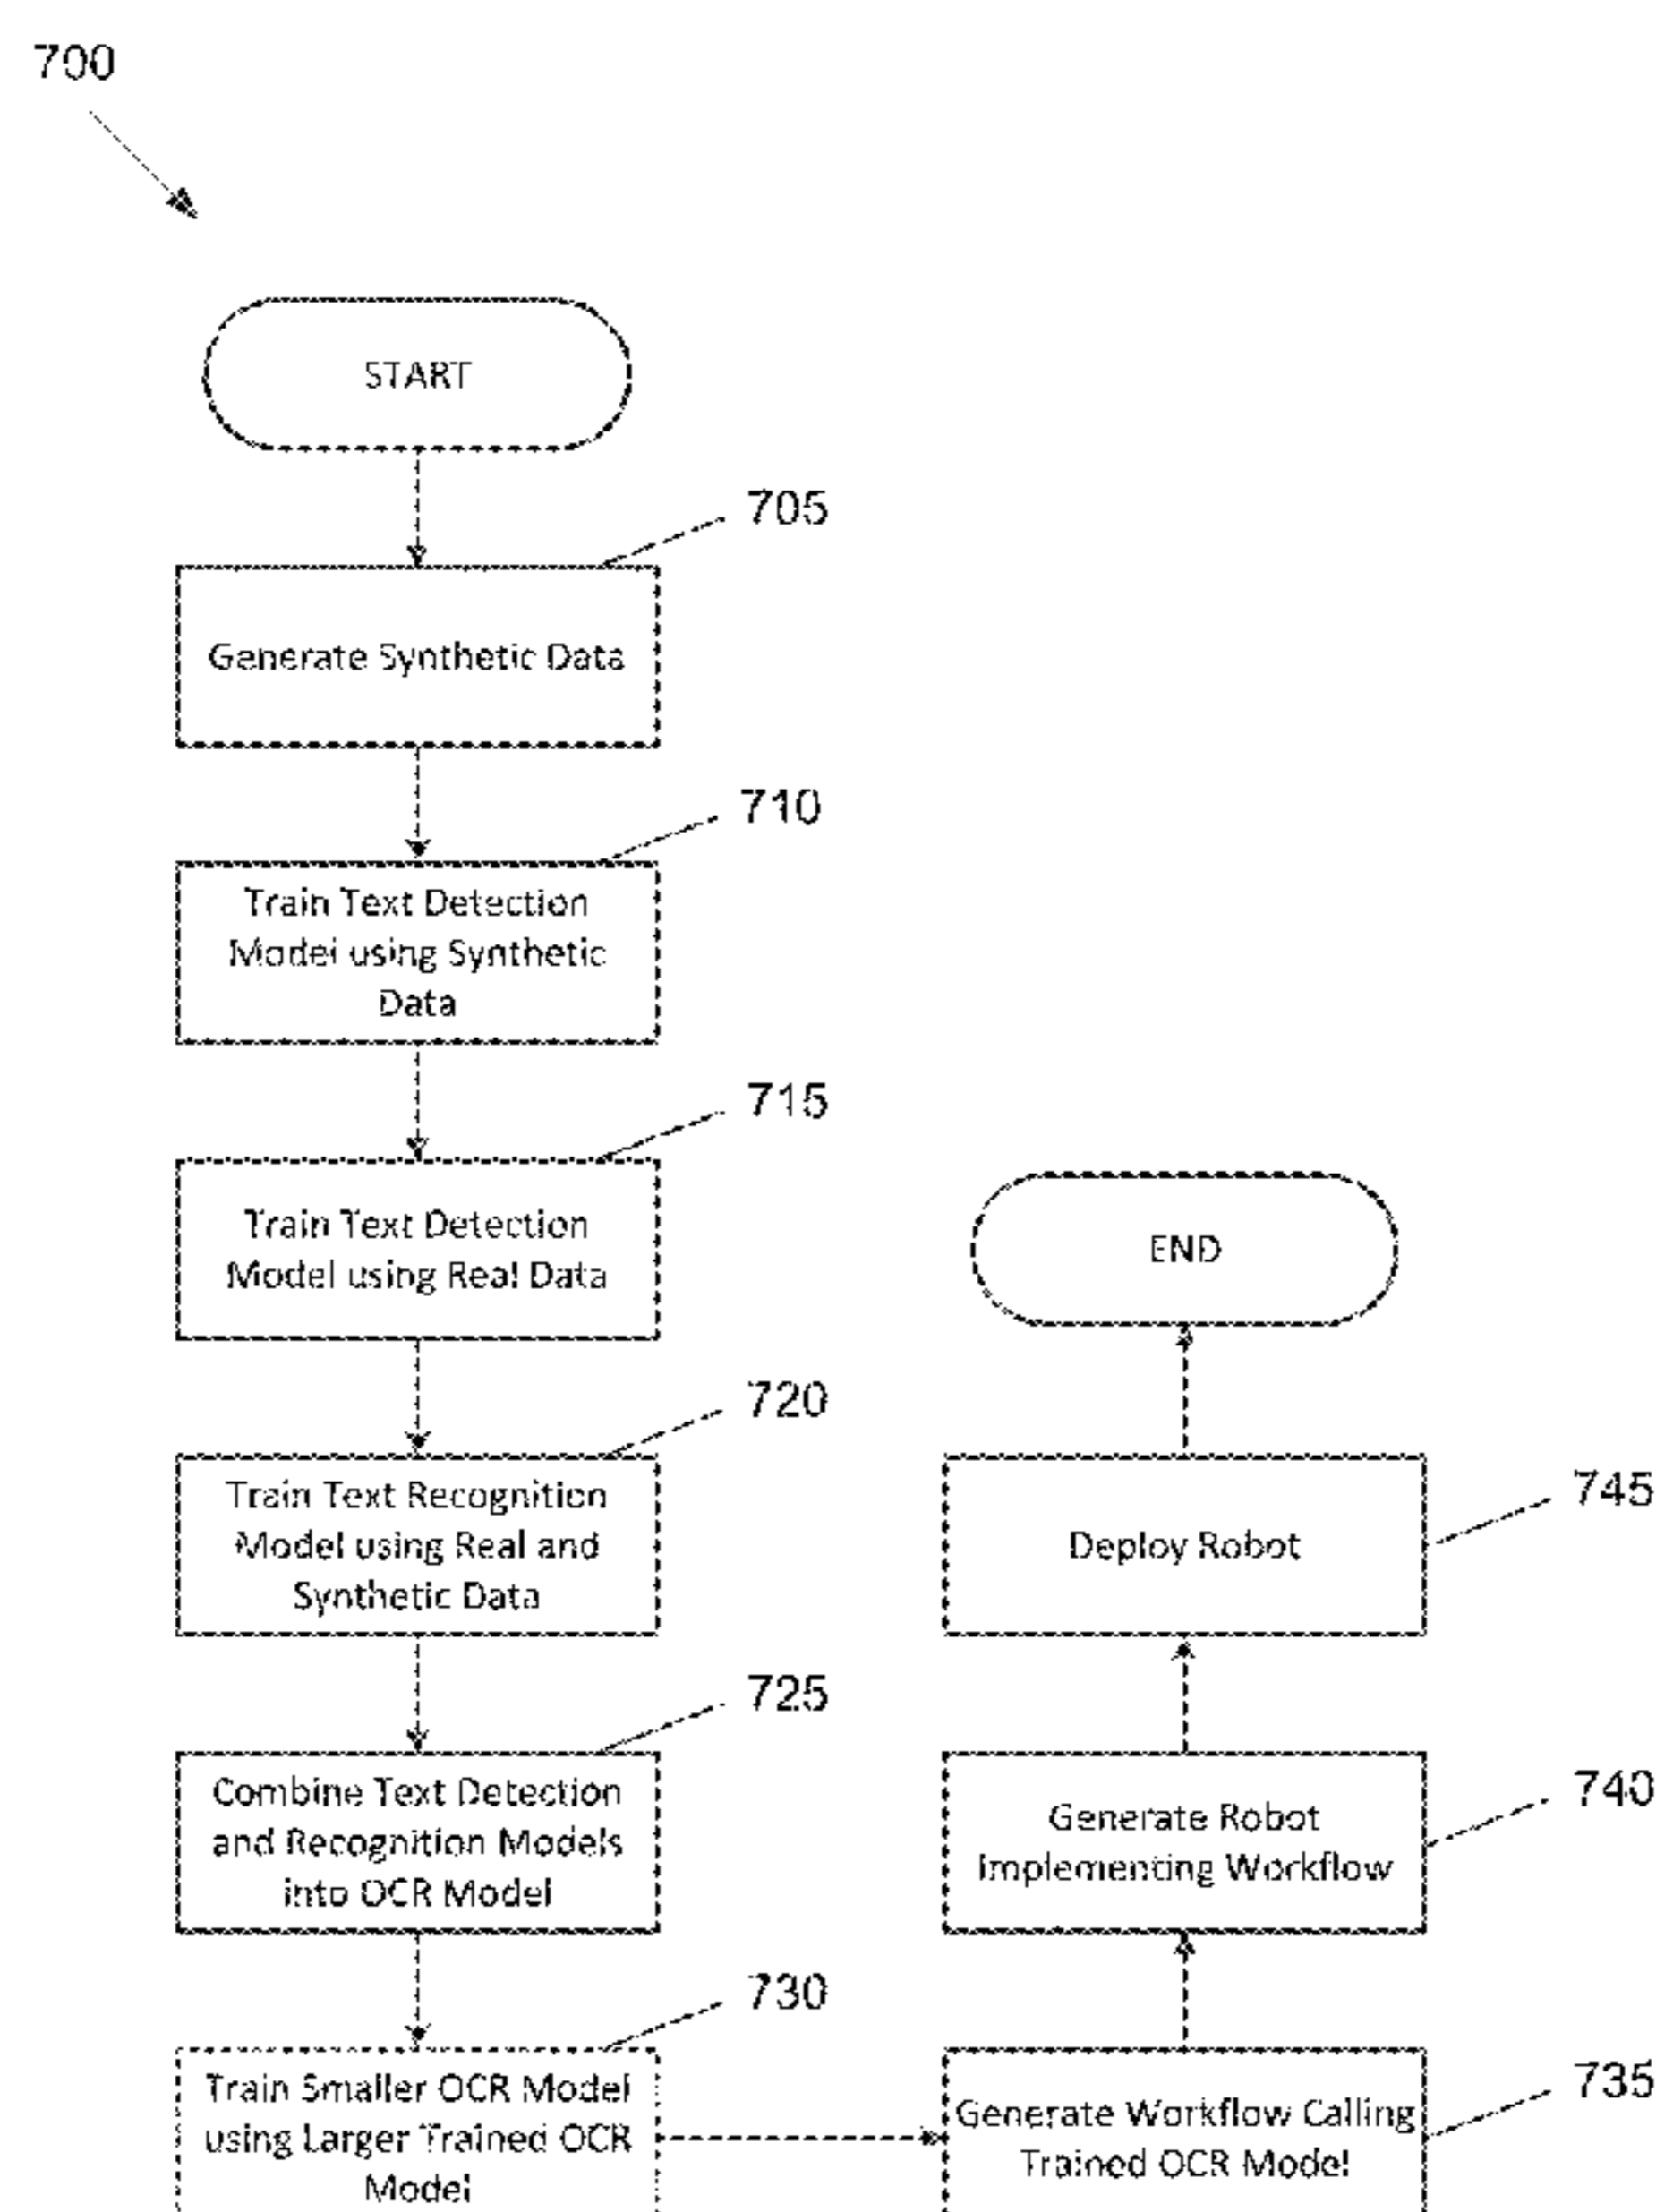 700
START
705
Generate Synthetic Data
710
Train Text Detection
Model using Synthetic
Data
715
Train Text Detection
Model using Real Data
720
Train Text Recognition
Model using Real and
Synthetic Data
725
Combine Text Detection
and Recognition Models
into OCR Model
730
Train Smaller OCR Model
using Larger Trained OCR
Model
735
Generate Workflow Calling
Trained OCR Model
740
Generate Robot
Implementing Workflow
745
Deploy Robot
END